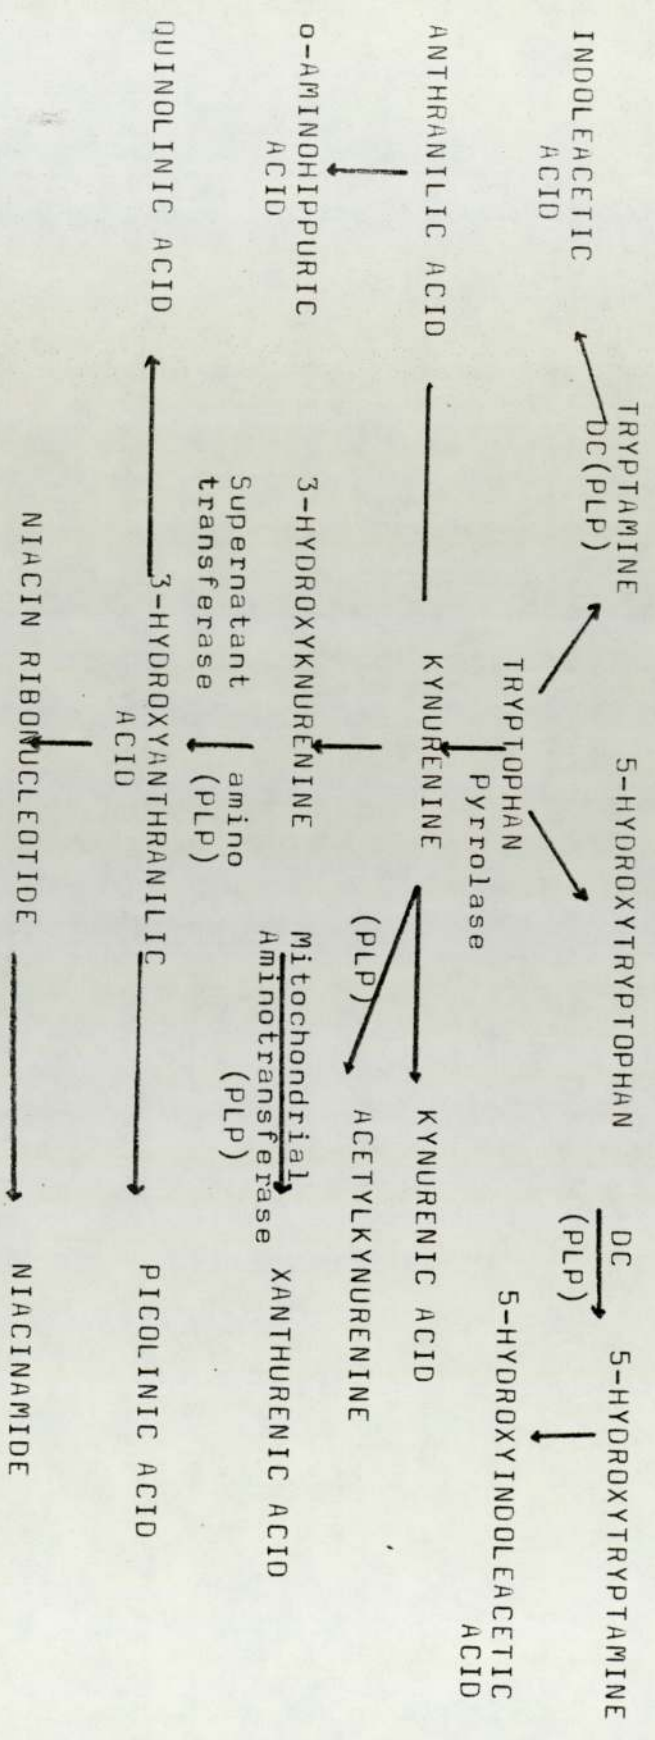 TRYPTAMINE
DC(PLP)
5-HYDROXYTRYPTOPHAN
DC
(PLP)
5-HYDROXYTRYPTAMINE
INDOLEACETIC
ACID
TRYPTOPHAN
Pyrrolase
5-HYDROXYINDOLEACETIC
ACID
ANTHRANILIC ACID
KYNURENINE
KYNURENIC ACID
(PLP)
ACETYLKYNURENINE
o-AMINOHIPPURIC
ACID
3-HYDROXYKNURENINE
Mitochondrial
Aminotransferase
(PLP)
XANTHURENIC ACID
Supernatant amino
transferase (PLP)
QUINOLINIC ACID
3-HYDROXYANTHRANILIC
ACID
PICOLINIC ACID
NIACIN RIBONUCLEOTIDE
NIACINAMIDE